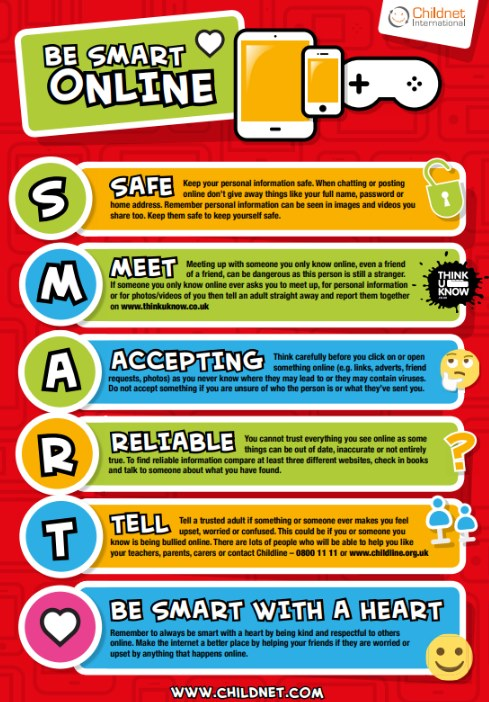 Childnet
International
BE SMART
ONLINE
S
SAFE Keep your personal information safe. When chatting or posting
online don't give away things like your full name, password or
home address. Remember personal information can be seen in images and videos you
share too. Keep them safe to keep yourself safe.
M
MEET Meeting up with someone you only know online, even a friend
of a friend, can be dangerous as this person is still a stranger.
If someone you only know online ever asks you to meet up, for personal information
or for photos/videos of you then tell an adult straight away and report them together
on www.thinkuknow.co.uk
THINK
U
KNOW
A
ACCEPTING Think carefully before you click on or open
something online (e.g. links, adverts, friend
requests, photos) as you never know where they may lead to or they may contain viruses.
Do not accept something if you are unsure of who the person is or what they've sent you.
R
RELIABLE You cannot trust everything you see online as some
things can be out of date, inaccurate or not entirely
true. To find reliable information compare at least three different websites, check in books
and talk to someone about what you have found.
?
T
TELL Tell a trusted adult if something or someone ever makes you feel
upset, worried or confused. This could be if you or someone you
know is being bullied online. There are lots of people who will be able to help you like
your teachers, parents, carers or contact Childline – 0800 11 11 or www.childline.org.uk
BE SMART WITH A HEART
Remember to always be smart with a heart by being kind and respectful to others
online. Make the internet a better place by helping your friends if they are worried or
upset by anything that happens online.
WWW.CHILDNET.COM